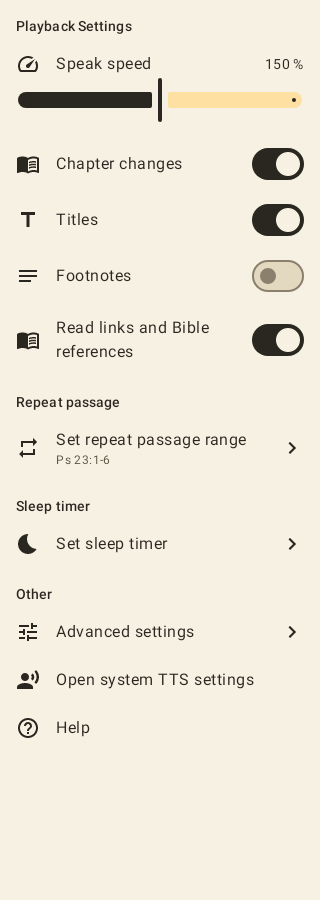 Playback Settings
Speak speed 150 %
Chapter changes
Titles
Footnotes
Read links and Bible
references
Repeat passage
Set repeat passage range
Ps 23:1-6
Sleep timer
Set sleep timer
Other
Advanced settings
Open system TTS settings
Help